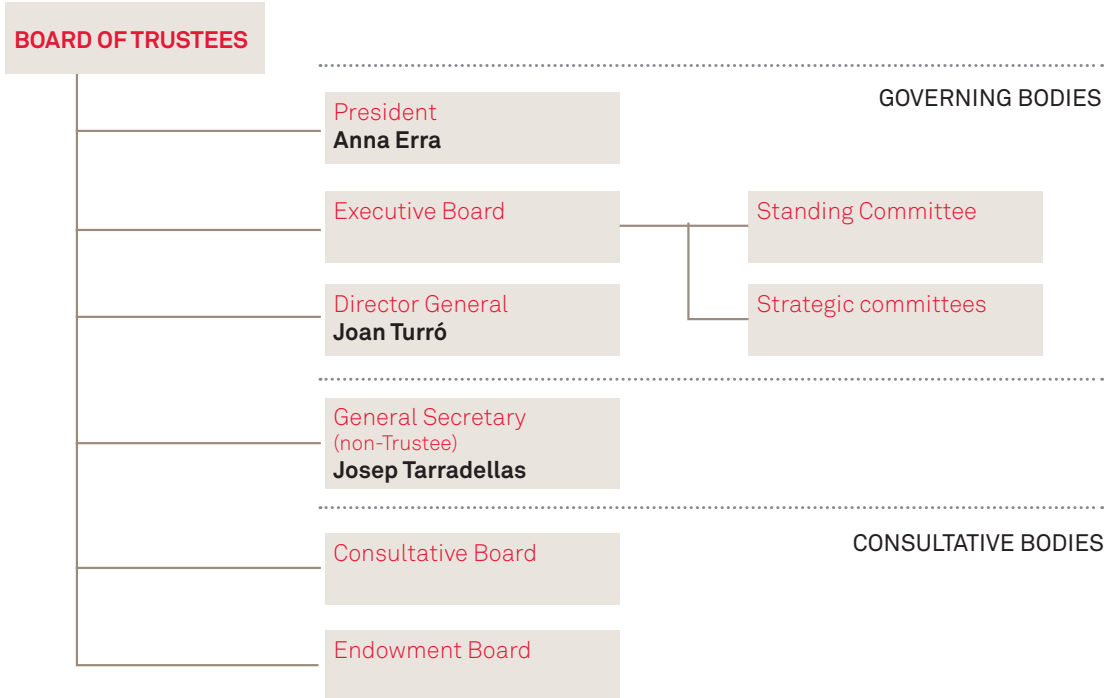 BOARD OF TRUSTEES
GOVERNING BODIES
President
Anna Erra
Executive Board
Standing Committee
Director General
Joan Turró
Strategic committees
General Secretary
(non-Trustee)
Josep Tarradellas
CONSULTATIVE BODIES
Consultative Board
Endowment Board